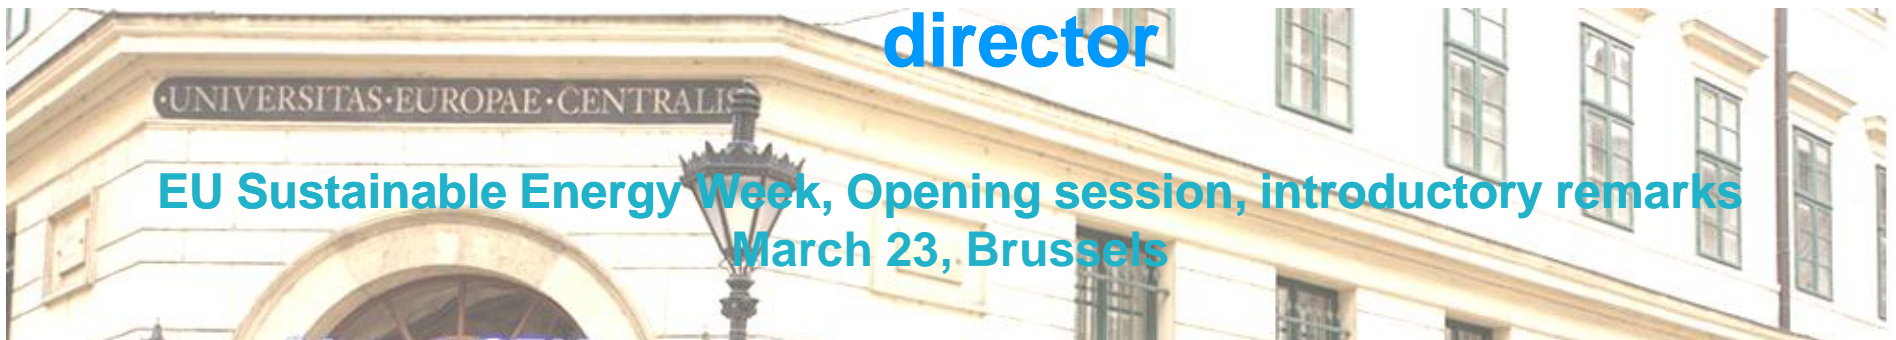 director
·UNIVERSITAS·EUROPAE·CENTRALIS
EU Sustainable Energy Week, Opening session, introductory remarks
March 23, Brussels